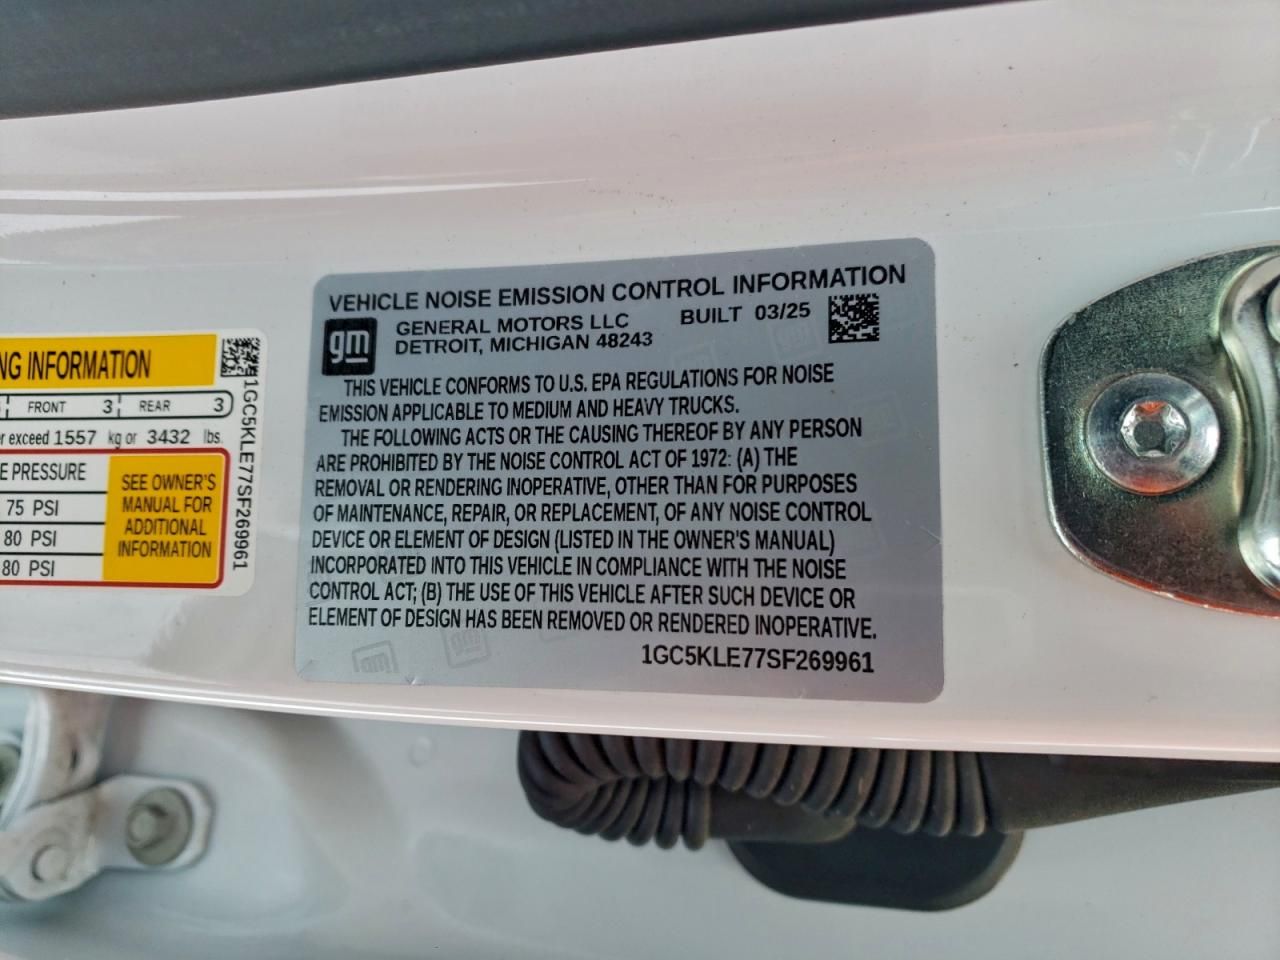 NG INFORMATION
FRONT 3 REAR 3
er exceed 1557 kg or 3432 lbs.
E PRESSURE
75 PSI
80 PSI
80 PSI
SEE OWNER'S
MANUAL FOR
ADDITIONAL
INFORMATION
1GC5KLE77SF269961
VEHICLE NOISE EMISSION CONTROL INFORMATION
gm
GENERAL MOTORS LLC BUILT 03/25
DETROIT, MICHIGAN 48243
THIS VEHICLE CONFORMS TO U.S. EPA REGULATIONS FOR NOISE
EMISSION APPLICABLE TO MEDIUM AND HEAVY TRUCKS.
THE FOLLOWING ACTS OR THE CAUSING THEREOF BY ANY PERSON
ARE PROHIBITED BY THE NOISE CONTROL ACT OF 1972: (A) THE
REMOVAL OR RENDERING INOPERATIVE, OTHER THAN FOR PURPOSES
OF MAINTENANCE, REPAIR, OR REPLACEMENT, OF ANY NOISE CONTROL
DEVICE OR ELEMENT OF DESIGN (LISTED IN THE OWNER'S MANUAL)
INCORPORATED INTO THIS VEHICLE IN COMPLIANCE WITH THE NOISE
CONTROL ACT; (B) THE USE OF THIS VEHICLE AFTER SUCH DEVICE OR
ELEMENT OF DESIGN HAS BEEN REMOVED OR RENDERED INOPERATIVE.
1GC5KLE77SF269961